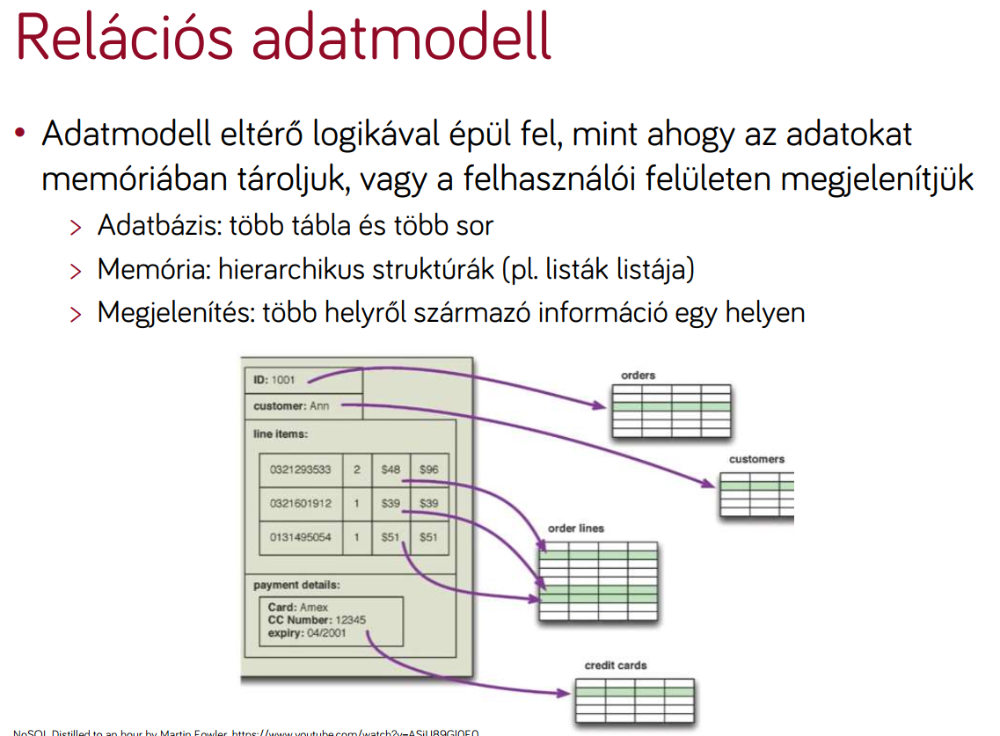 Relációs adatmodell
• Adatmodell eltérő logikával épül fel, mint ahogy az adatokat
memóriában tároljuk, vagy a felhasználói felületen megjelenítjük
> Adatbázis: több tábla és több sor
> Memória: hierarchikus struktúrák (pl. listák listája)
> Megjelenítés: több helyről származó információ egy helyen
ID: 1001
customer: Ann
line items:
0321293533 2 $48 $96
0321601912 1 $39 $39
0131495054 1 $51 $51
payment details:
Card: Amex
CC Number: 12345
expiry: 04/2001
orders
customers
order lines
credit cards
NoSQL Distilled to an hour by Martin Fowler, https://www.youtube.com/watch?v=